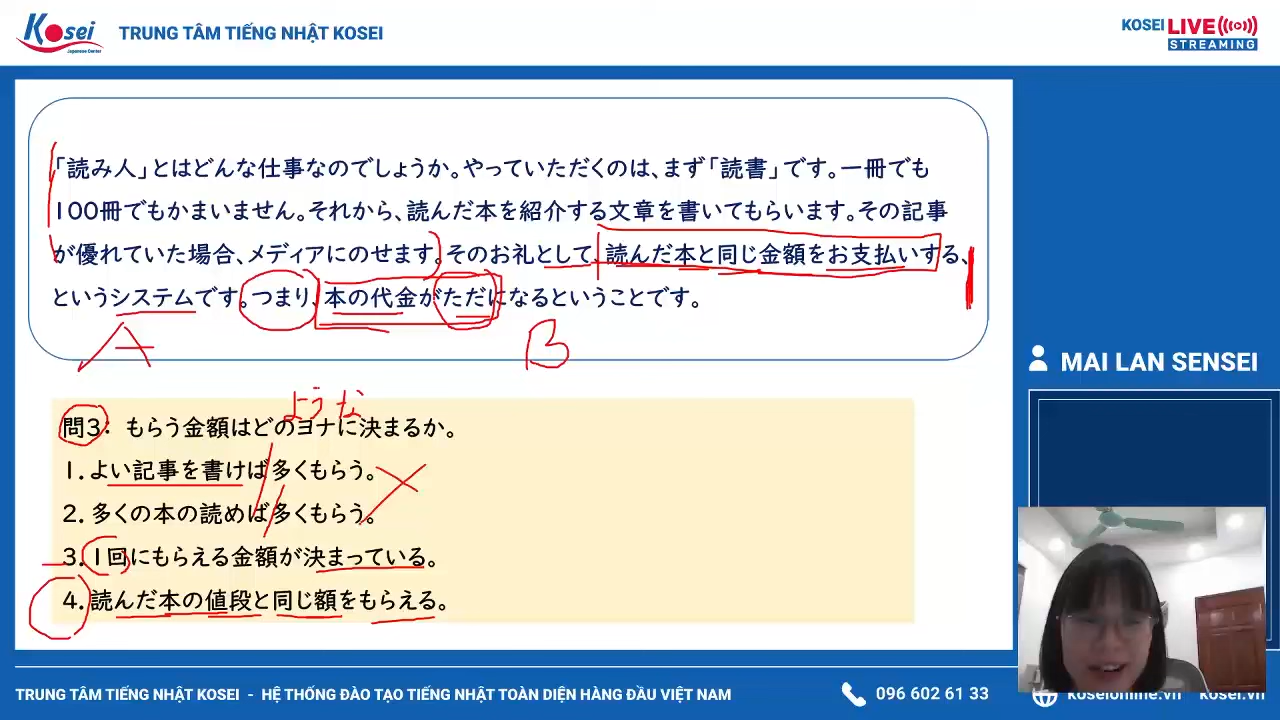 Kosei
Japanese Center
TRUNG TÂM TIẾNG NHẬT KOSEI
KOSEI LIVE
STREAMING
「読み人」とはどんな仕事なのでしょうか。やっていただくのは、まず「読書」です。一冊でも
100冊でもかまいません。それから、読んだ本を紹介する文章を書いてもらいます。その記事
が優れていた場合、メディアにのせます。そのお礼として、読んだ本と同じ金額をお支払いする、
というシステムです。つまり、本の代金がただになるということです。
A
B
ような
問3: もらう金額はどのヨナに決まるか。
1. よい記事を書けば多くもらう。
2. 多くの本の読めば多くもらう。
3. 1回にもらえる金額が決まっている。
4. 読んだ本の値段と同じ額をもらえる。
MAI LAN SENSEI
TRUNG TÂM TIẾNG NHẬT KOSEI - HỆ THỐNG ĐÀO TẠO TIẾNG NHẬT TOÀN DIỆN HÀNG ĐẦU VIỆT NAM
096 602 61 33
koseionline.vn
kosei.vn